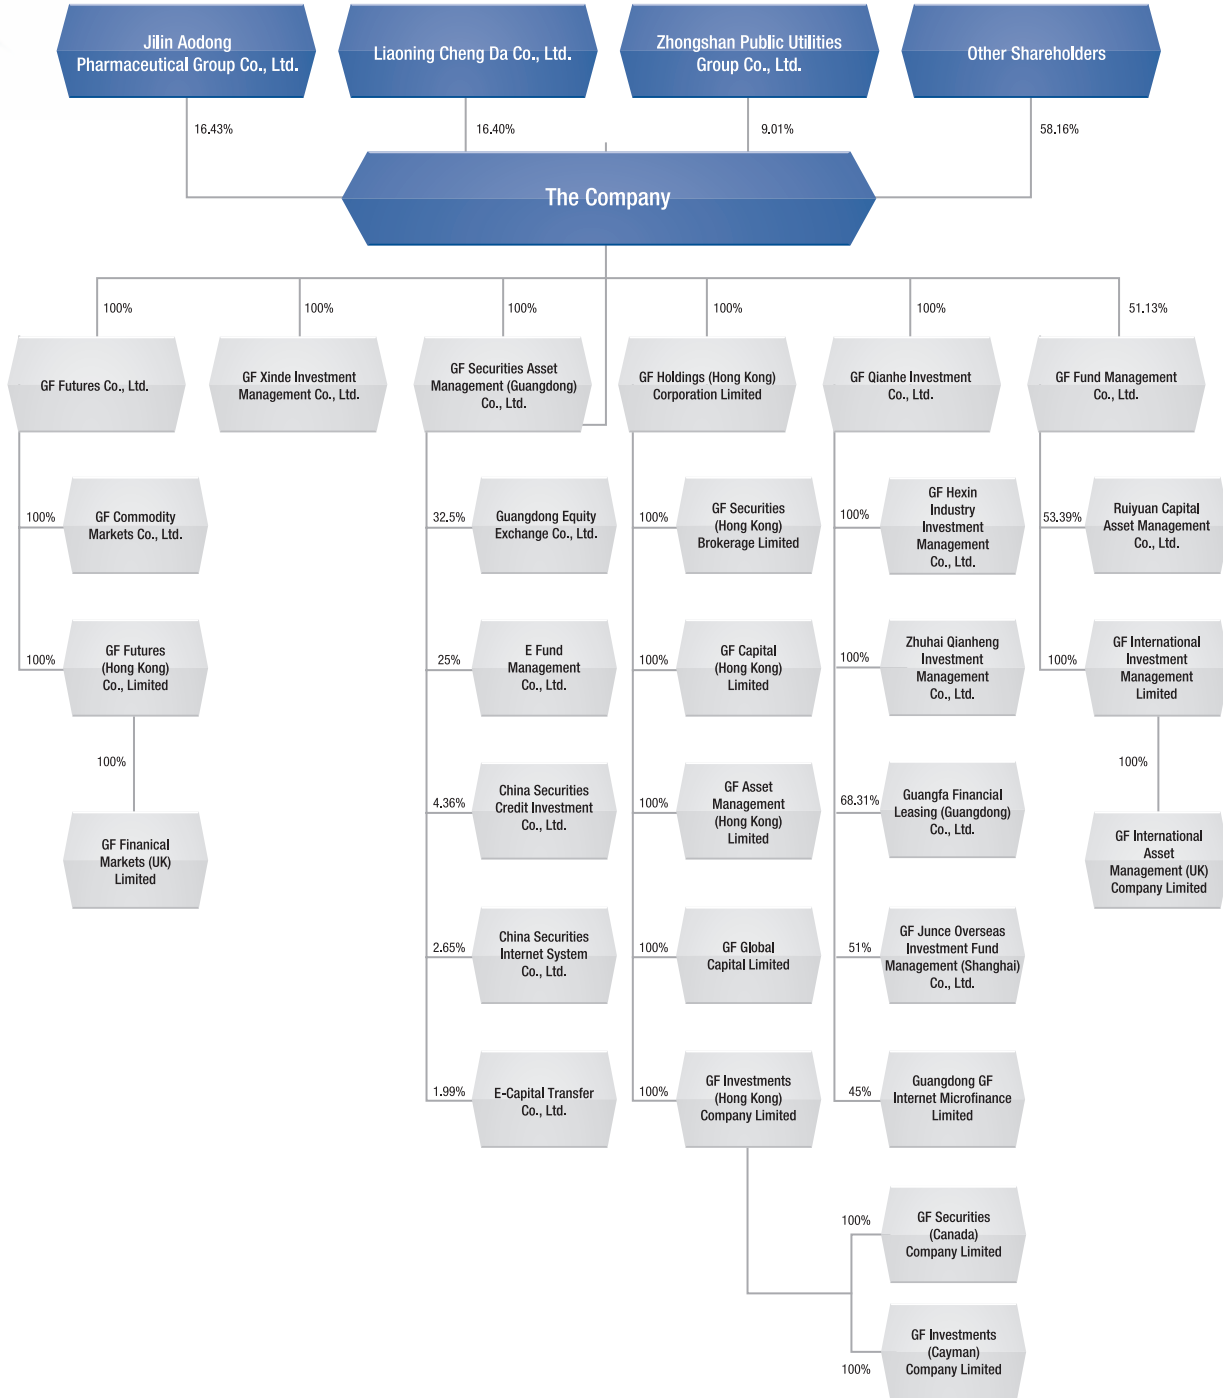 Jilin Aodong
Pharmaceutical Group Co., Ltd.
Liaoning Cheng Da Co., Ltd.
Zhongshan Public Utilities
Group Co., Ltd.
Other Shareholders
16.43%
16.40%
9.01%
58.16%
The Company
100%
100%
100%
100%
100%
51.13%
GF Futures Co., Ltd.
GF Xinde Investment
Management Co., Ltd.
GF Securities Asset
Management (Guangdong)
Co., Ltd.
GF Holdings (Hong Kong)
Corporation Limited
GF Qianhe Investment
Co., Ltd.
GF Fund Management
Co., Ltd.
100%
GF Commodity
Markets Co., Ltd.
32.5%
Guangdong Equity
Exchange Co., Ltd.
100%
GF Securities
(Hong Kong)
Brokerage Limited
100%
GF Hexin
Industry
Investment
Management
Co., Ltd.
53.39%
Ruiyuan Capital
Asset Management
Co., Ltd.
100%
GF Futures
(Hong Kong)
Co., Limited
25%
E Fund
Management
Co., Ltd.
100%
GF Capital
(Hong Kong)
Limited
100%
Zhuhai Qianheng
Investment
Management
Co., Ltd.
100%
GF International
Investment
Management
Limited
100%
GF Finanical
Markets (UK)
Limited
4.36%
China Securities
Credit Investment
Co., Ltd.
100%
GF Asset
Management
(Hong Kong)
Limited
68.31%
Guangfa Financial
Leasing (Guangdong)
Co., Ltd.
100%
GF International
Asset
Management (UK)
Company Limited
2.65%
China Securities
Internet System
Co., Ltd.
100%
GF Global
Capital Limited
51%
GF Junce Overseas
Investment Fund
Management (Shanghai)
Co., Ltd.
1.99%
E-Capital Transfer
Co., Ltd.
100%
GF Investments
(Hong Kong)
Company Limited
45%
Guangdong GF
Internet Microfinance
Limited
100%
GF Securities
(Canada)
Company Limited
100%
GF Investments
(Cayman)
Company Limited